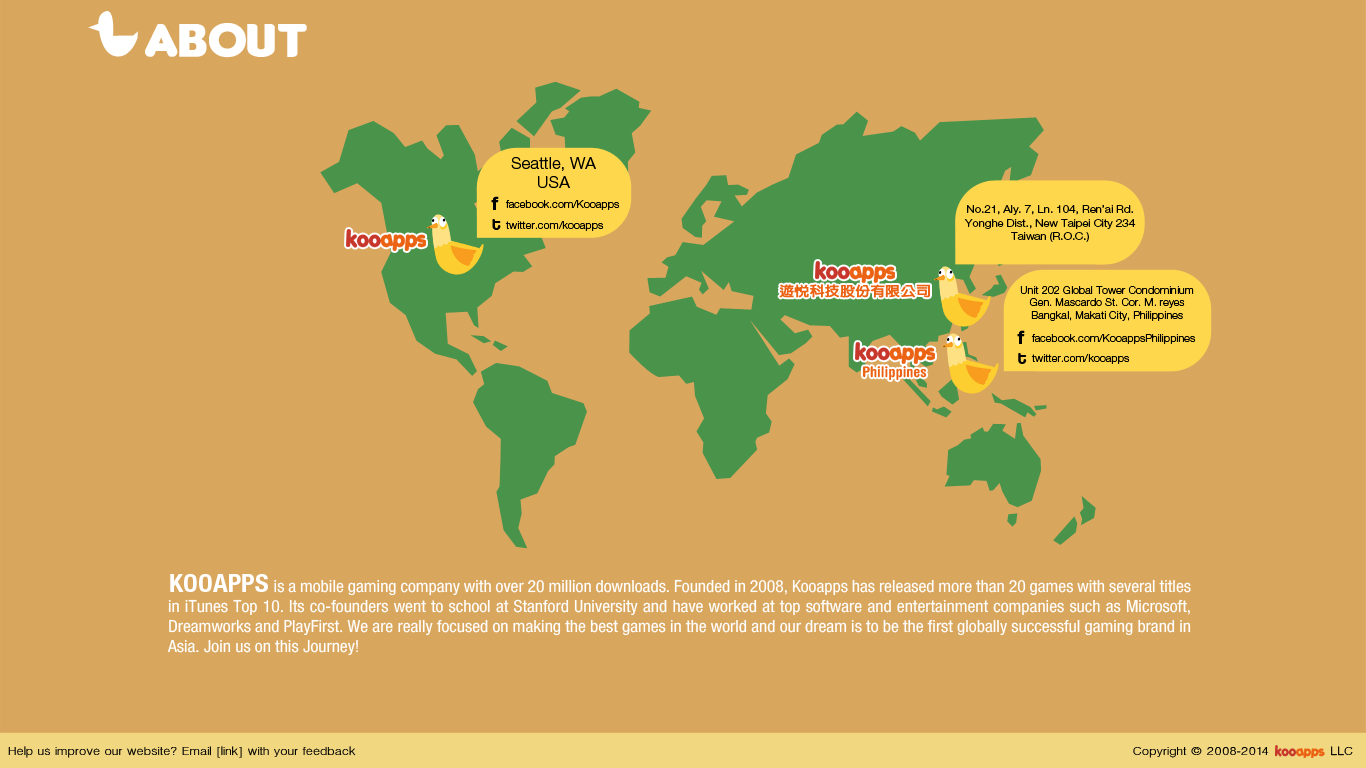 ABOUT
Seattle, WA
USA
f facebook.com/Kooapps
t twitter.com/kooapps
kooapps
No.21, Aly. 7, Ln. 104, Ren'ai Rd.
Yonghe Dist., New Taipei City 234
Taiwan (R.O.C.)
kooapps
遊悅科技股份有限公司
Unit 202 Global Tower Condominium
Gen. Mascardo St. Cor. M. reyes
Bangkal, Makati City, Philippines
f facebook.com/KooappsPhilippines
t twitter.com/kooapps
kooapps
Philippines
KOOAPPS is a mobile gaming company with over 20 million downloads. Founded in 2008, Kooapps has released more than 20 games with several titles
in iTunes Top 10. Its co-founders went to school at Stanford University and have worked at top software and entertainment companies such as Microsoft,
Dreamworks and PlayFirst. We are really focused on making the best games in the world and our dream is to be the first globally successful gaming brand in
Asia. Join us on this Journey!
Help us improve our website? Email [link] with your feedback
Copyright © 2008-2014 kooapps LLC